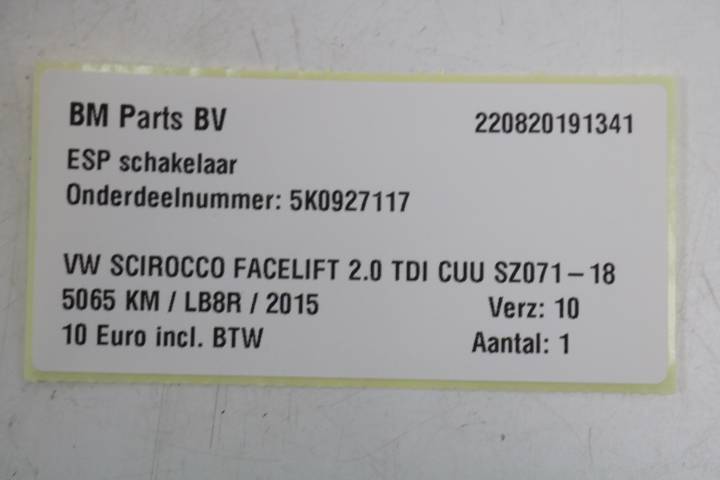 BM Parts BV 220820191341
ESP schakelaar
Onderdeelnummer: 5K0927117
VW SCIROCCO FACELIFT 2.0 TDI CUU SZ071-18
5065 KM / LB8R / 2015 Verz: 10
10 Euro incl. BTW Aantal: 1